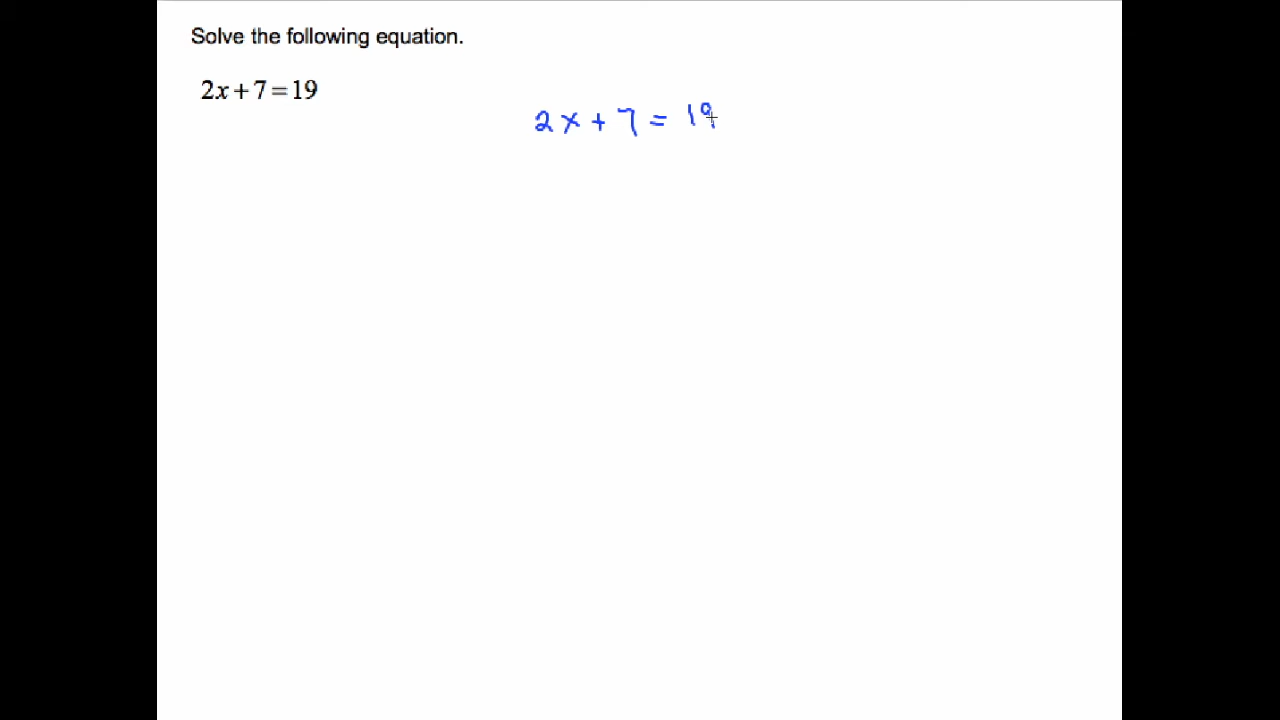 Solve the following equation.
2x+7=19
2x+7=19